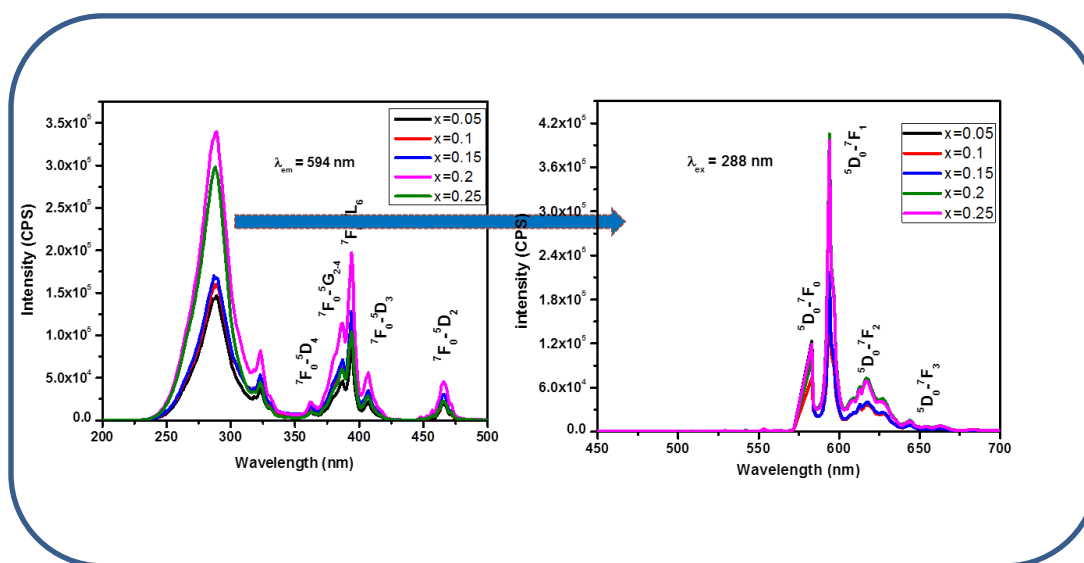 3.5x10⁵
3.0x10⁵
2.5x10⁵
2.0x10⁵
1.5x10⁵
1.0x10⁵
5.0x10⁴
0.0
Intensity (CPS)
200 250 300 350 400 450 500
Wavelength (nm)
λem = 594 nm
x=0.05
x=0.1
x=0.15
x=0.2
x=0.25
⁷F₀-⁵D₄
⁷F₀-⁵G₂₋₄
⁷F L₆
⁷F₀-⁵D₃
⁷F₀-⁵D₂
4.2x10⁵
3.6x10⁵
3.0x10⁵
2.4x10⁵
1.8x10⁵
1.2x10⁵
6.0x10⁴
0.0
intensity (CPS)
450 500 550 600 650 700
Wavelength (nm)
λex = 288 nm
x=0.05
x=0.1
x=0.15
x=0.2
x=0.25
⁵D₀-⁷F₀
⁵D₀-⁷F₁
⁵D₀-⁷F₂
⁵D₀-⁷F₃